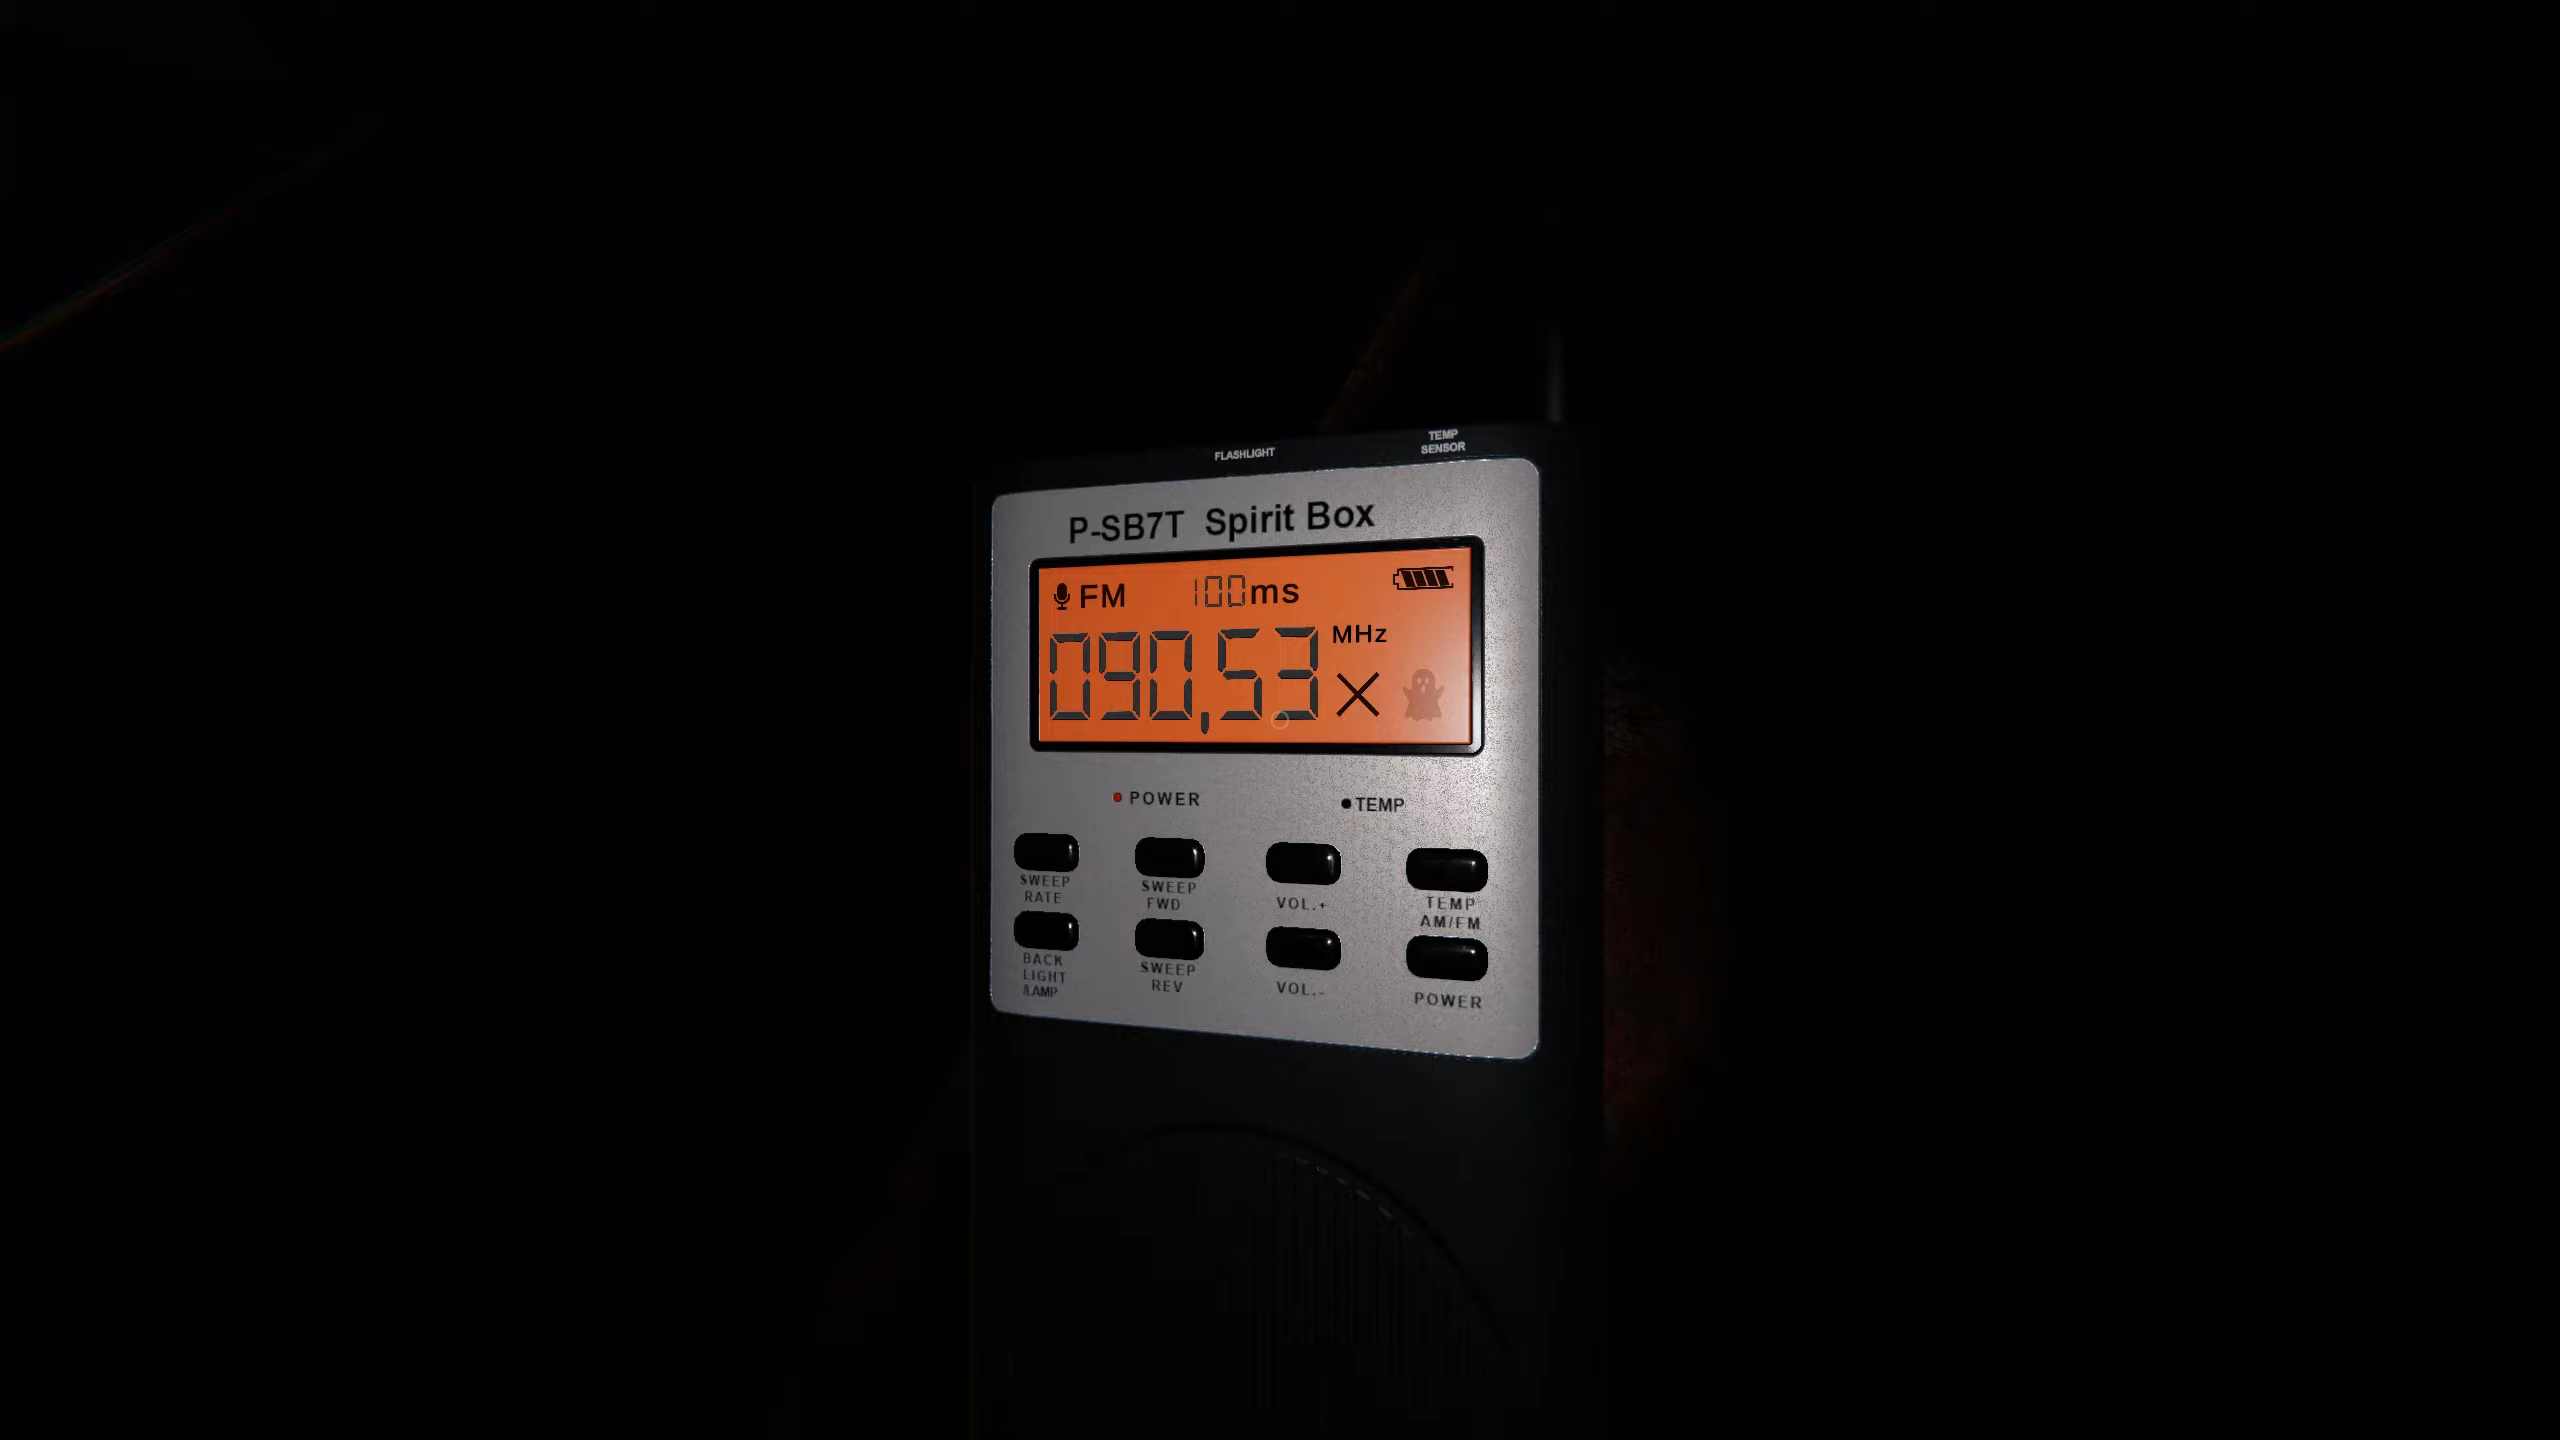 FLASHLIGHT
TEMP
SENSOR
P-SB7T Spirit Box
FM 100ms
090,53 MHz
POWER
TEMP
SWEEP
RATE
SWEEP
FWD
VOL.+
TEMP
AM/FM
BACK
LIGHT
/LAMP
SWEEP
REV
VOL.-
POWER